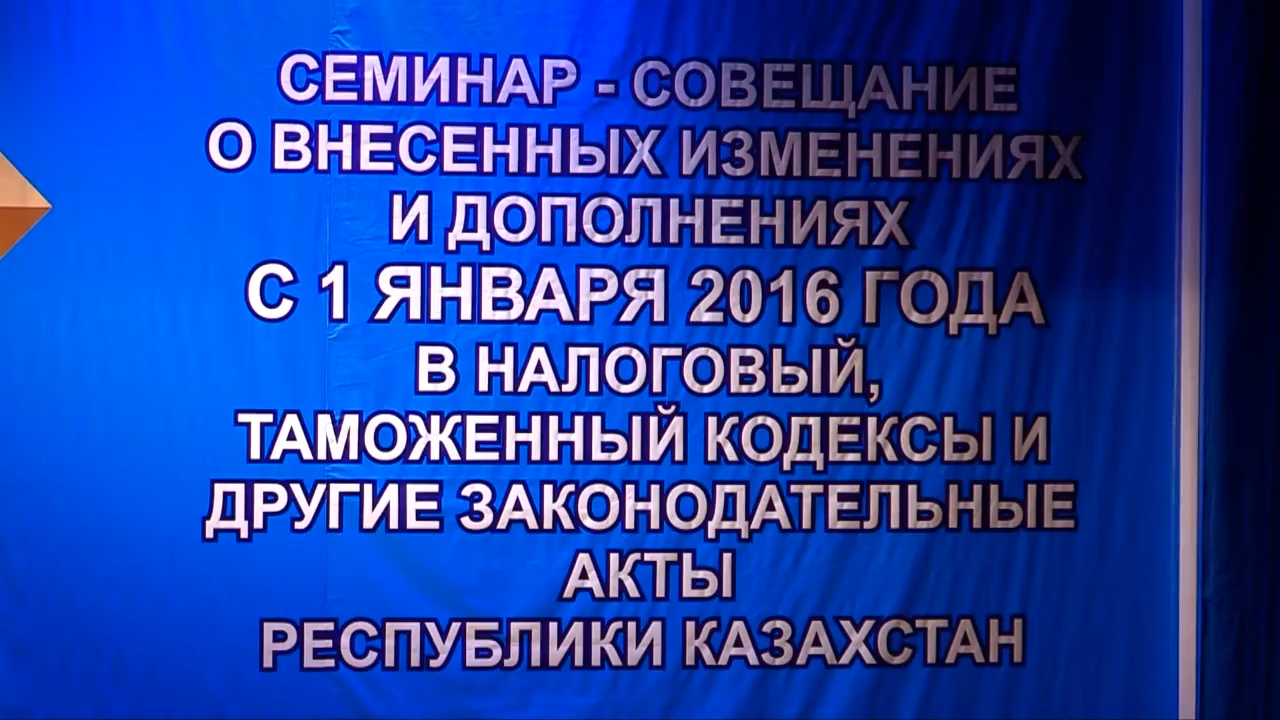 СЕМИНАР - СОВЕЩАНИЕ
О ВНЕСЕННЫХ ИЗМЕНЕНИЯХ
И ДОПОЛНЕНИЯХ
С 1 ЯНВАРЯ 2016 ГОДА
В НАЛОГОВЫЙ,
ТАМОЖЕННЫЙ КОДЕКСЫ И
ДРУГИЕ ЗАКОНОДАТЕЛЬНЫЕ
АКТЫ
РЕСПУБЛИКИ КАЗАХСТАН